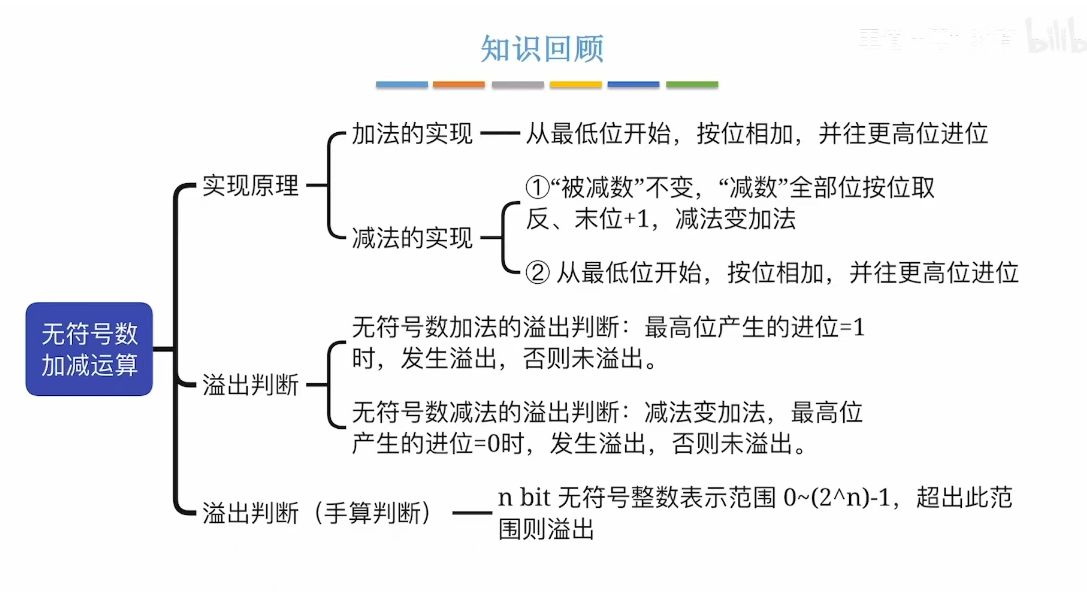 知识回顾
bilib
加法的实现
从最低位开始，按位相加，并往更高位进位
实现原理
①“被减数”不变，“减数”全部位按位取
反、末位+1，减法变加法
减法的实现
② 从最低位开始，按位相加，并往更高位进位
无符号数
加减运算
无符号数加法的溢出判断：最高位产生的进位=1
时，发生溢出，否则未溢出。
溢出判断
无符号数减法的溢出判断：减法变加法，最高位
产生的进位=0时，发生溢出，否则未溢出。
溢出判断（手算判断）
n bit 无符号整数表示范围 0~(2^n)-1，超出此范
围则溢出